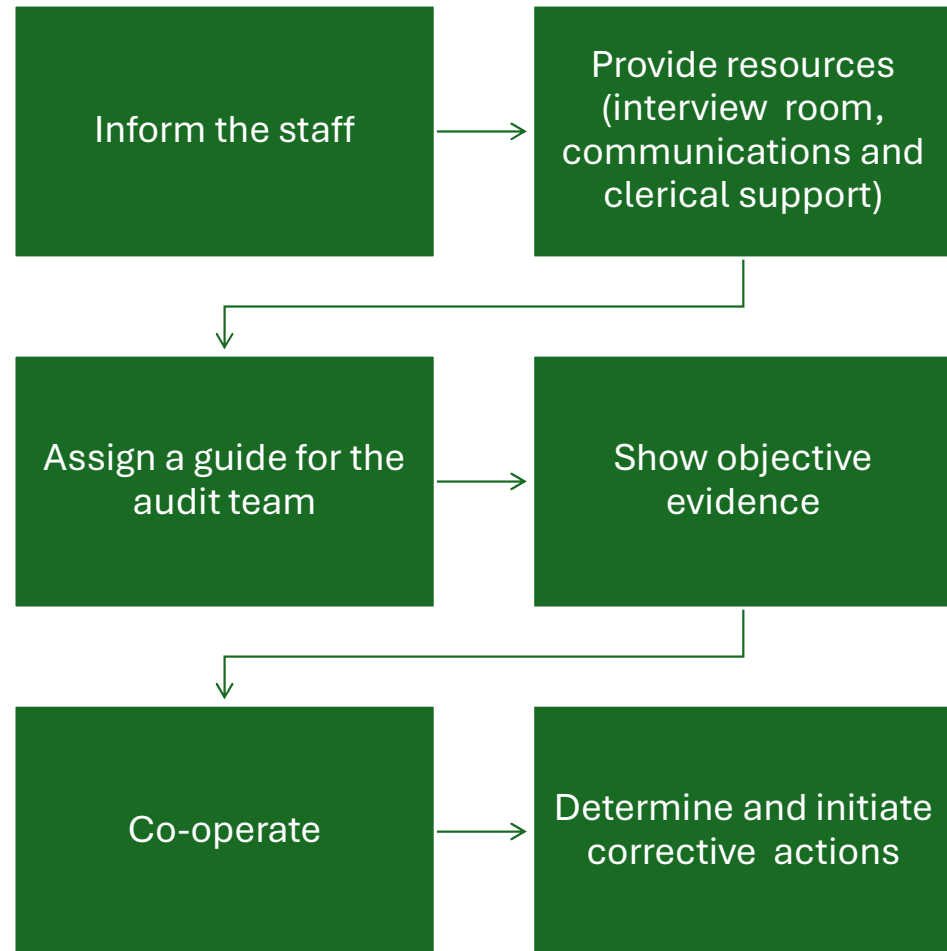 Inform the staff
Provide resources
(interview room,
communications and
clerical support)
Assign a guide for the
audit team
Show objective
evidence
Co-operate
Determine and initiate
corrective actions